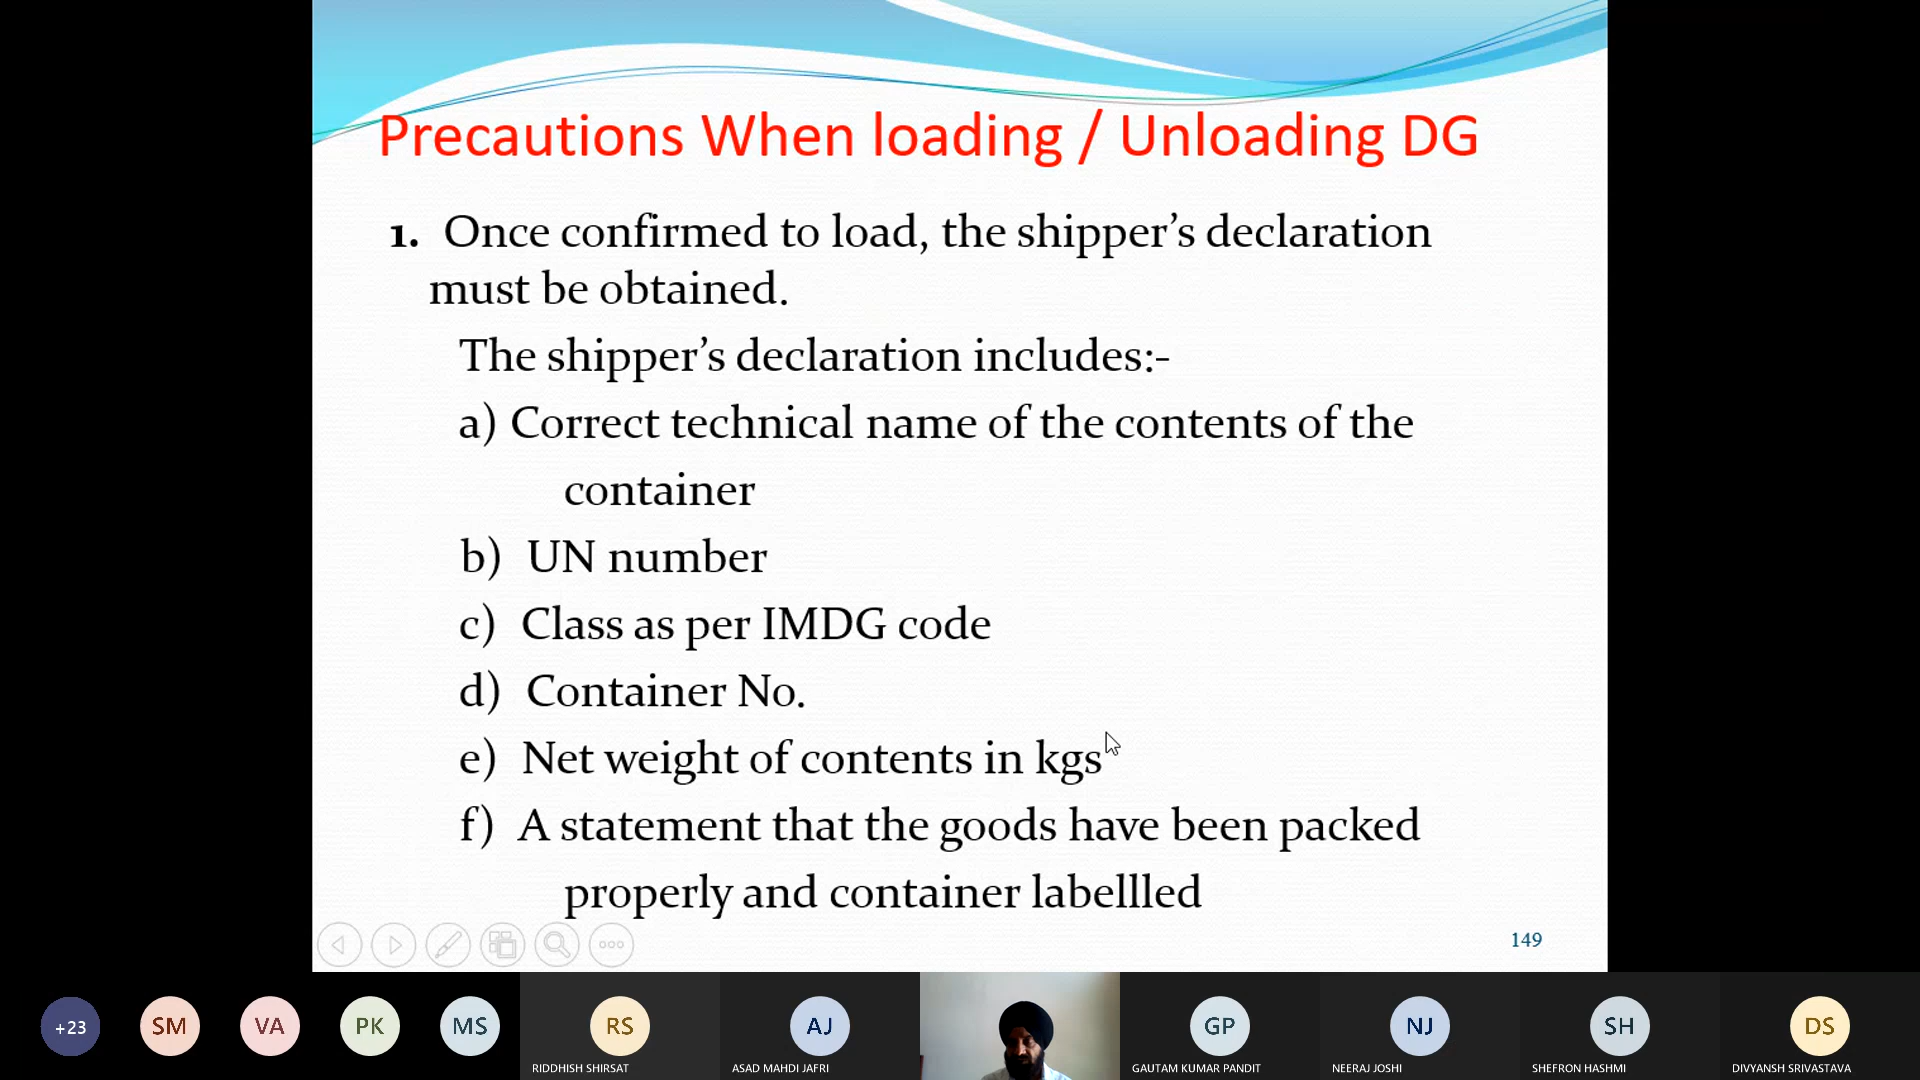 Precautions When loading / Unloading DG
1. Once confirmed to load, the shipper’s declaration
must be obtained.
The shipper’s declaration includes:-
a) Correct technical name of the contents of the
container
b) UN number
c) Class as per IMDG code
d) Container No.
e) Net weight of contents in kgs
f) A statement that the goods have been packed
properly and container labellled
149
+23 SM VA PK MS RS AJ GP NJ SH DS
RIDDHISH SHIRSAT ASAD MAHDI JAFRI GAUTAM KUMAR PANDIT NEERAJ JOSHI SHEFRON HASHMI DIVYANSH SRIVASTAVA